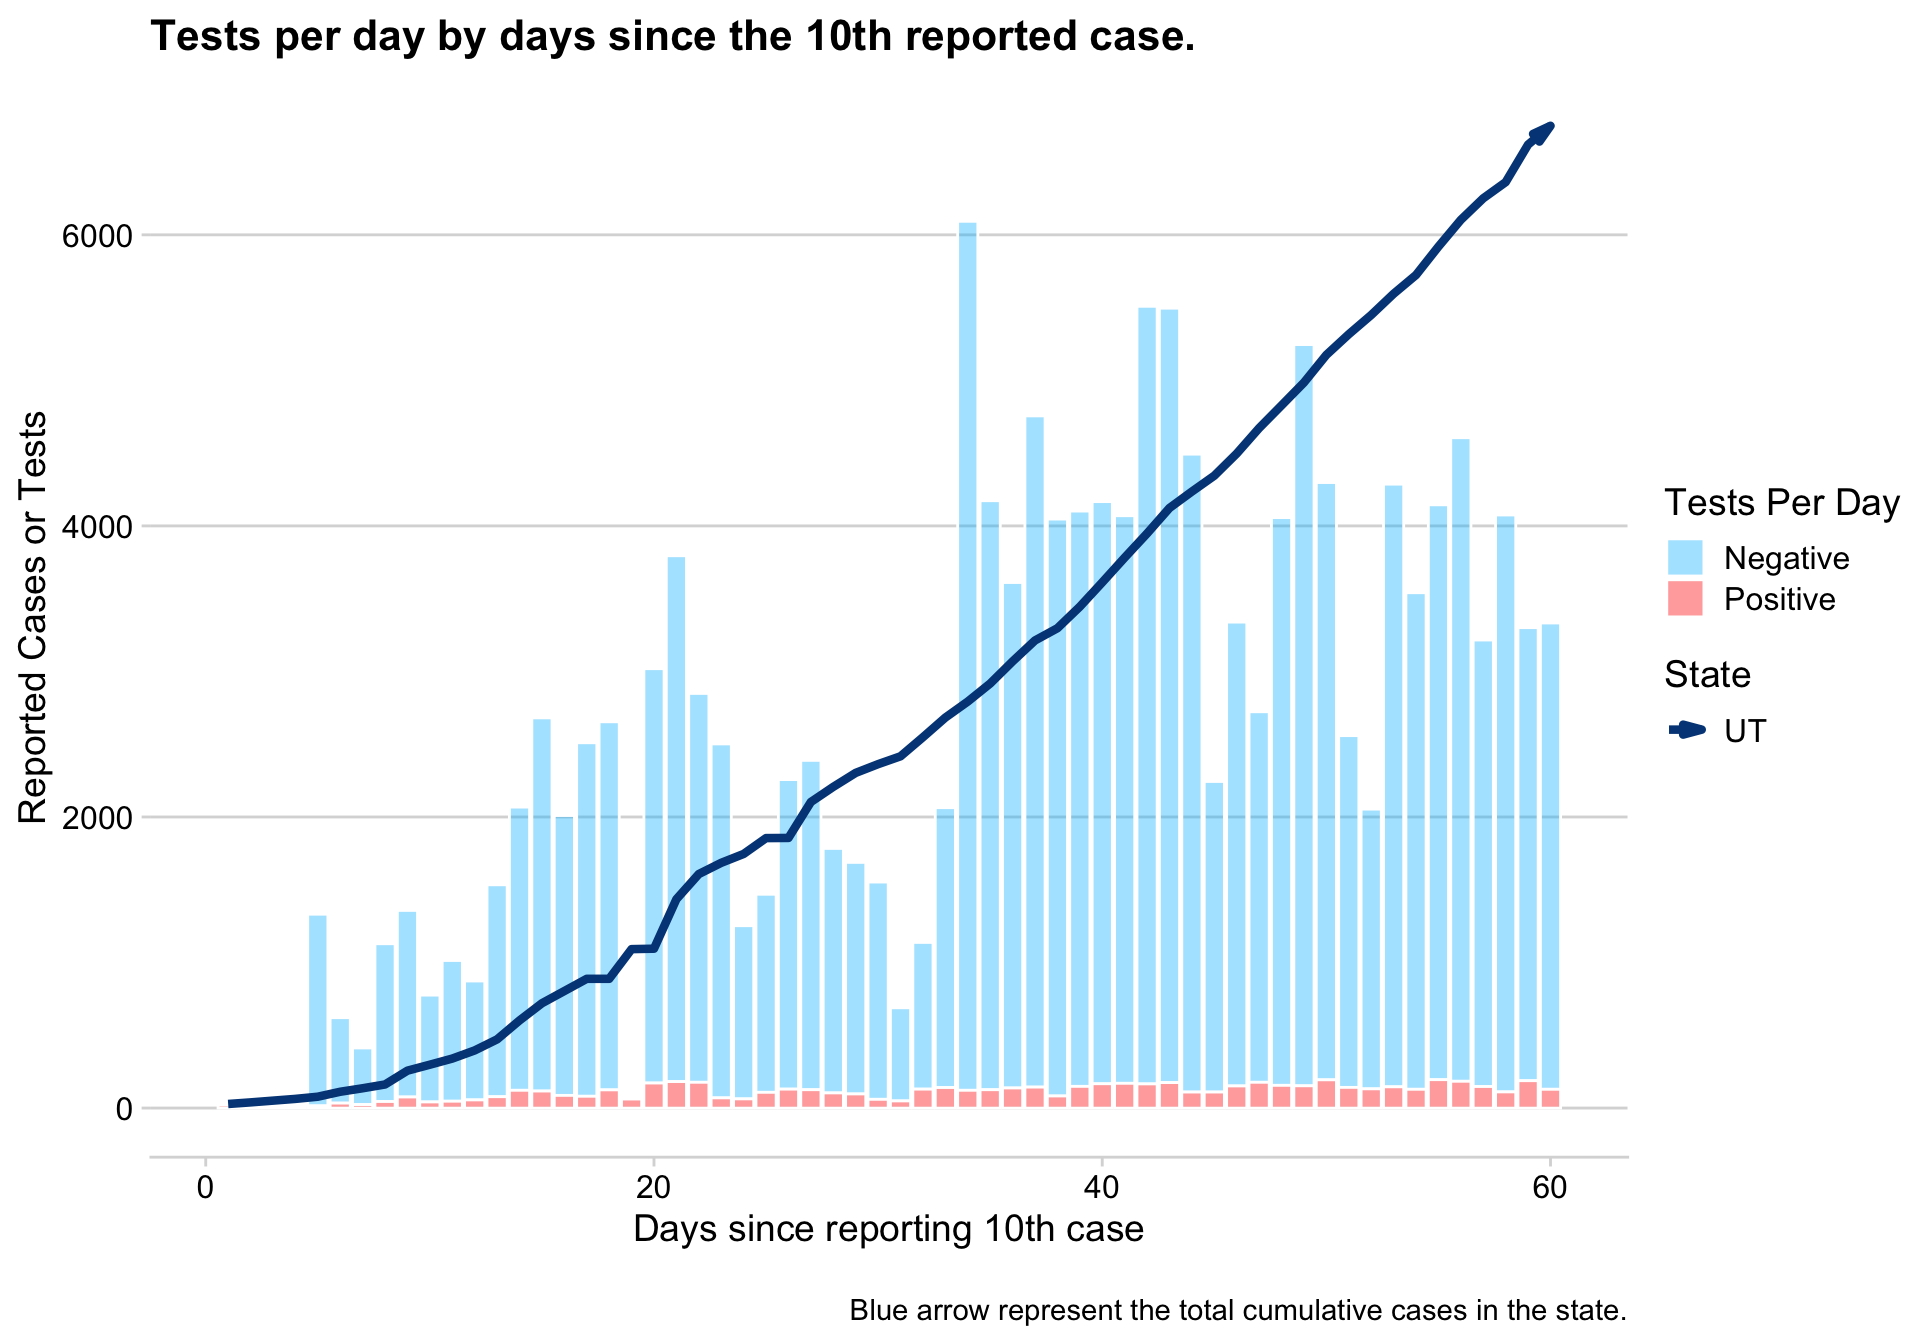 Tests per day by days since the 10th reported case.
Reported Cases or Tests
6000
4000
2000
0
0 20 40 60
Days since reporting 10th case
Tests Per Day
Negative
Positive
State
UT
Blue arrow represent the total cumulative cases in the state.